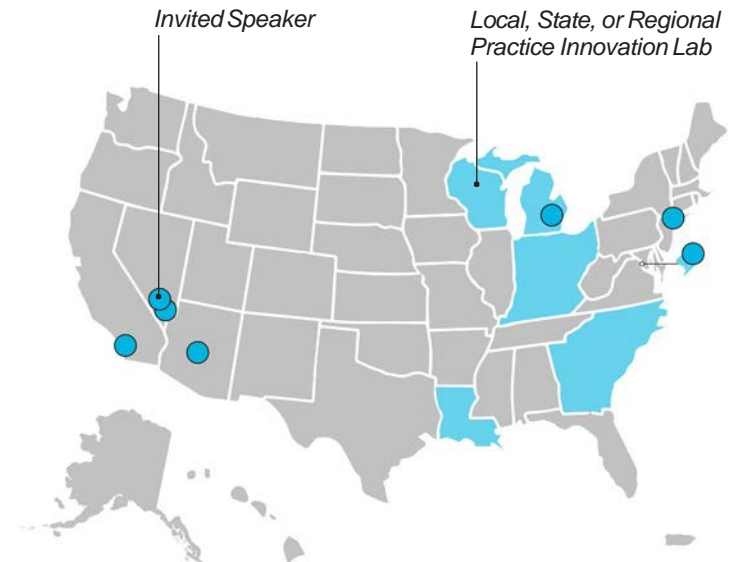 Invited Speaker
Local, State, or Regional
Practice Innovation Lab